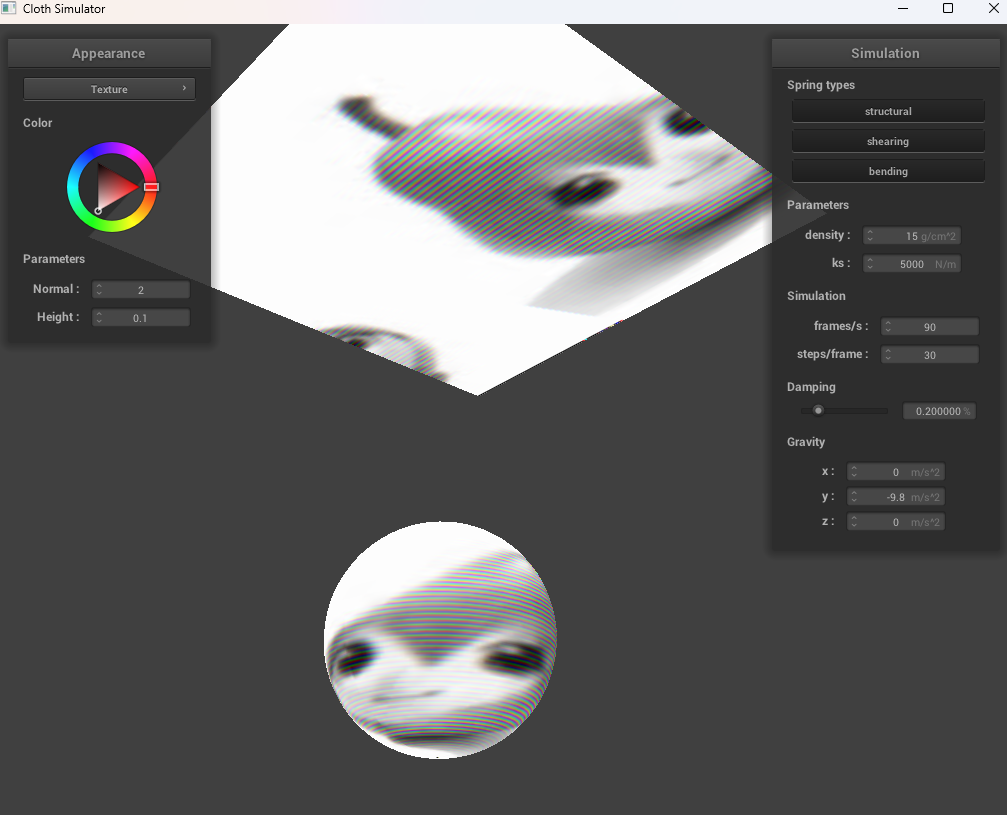 Cloth Simulator
Appearance
Texture
Color
Parameters
Normal : 2
Height : 0.1
Simulation
Spring types
structural
shearing
bending
Parameters
density : 15 g/cm^2
ks : 5000 N/m
Simulation
frames/s : 90
steps/frame : 30
Damping
0.200000 %
Gravity
x : 0 m/s^2
y : -9.8 m/s^2
z : 0 m/s^2